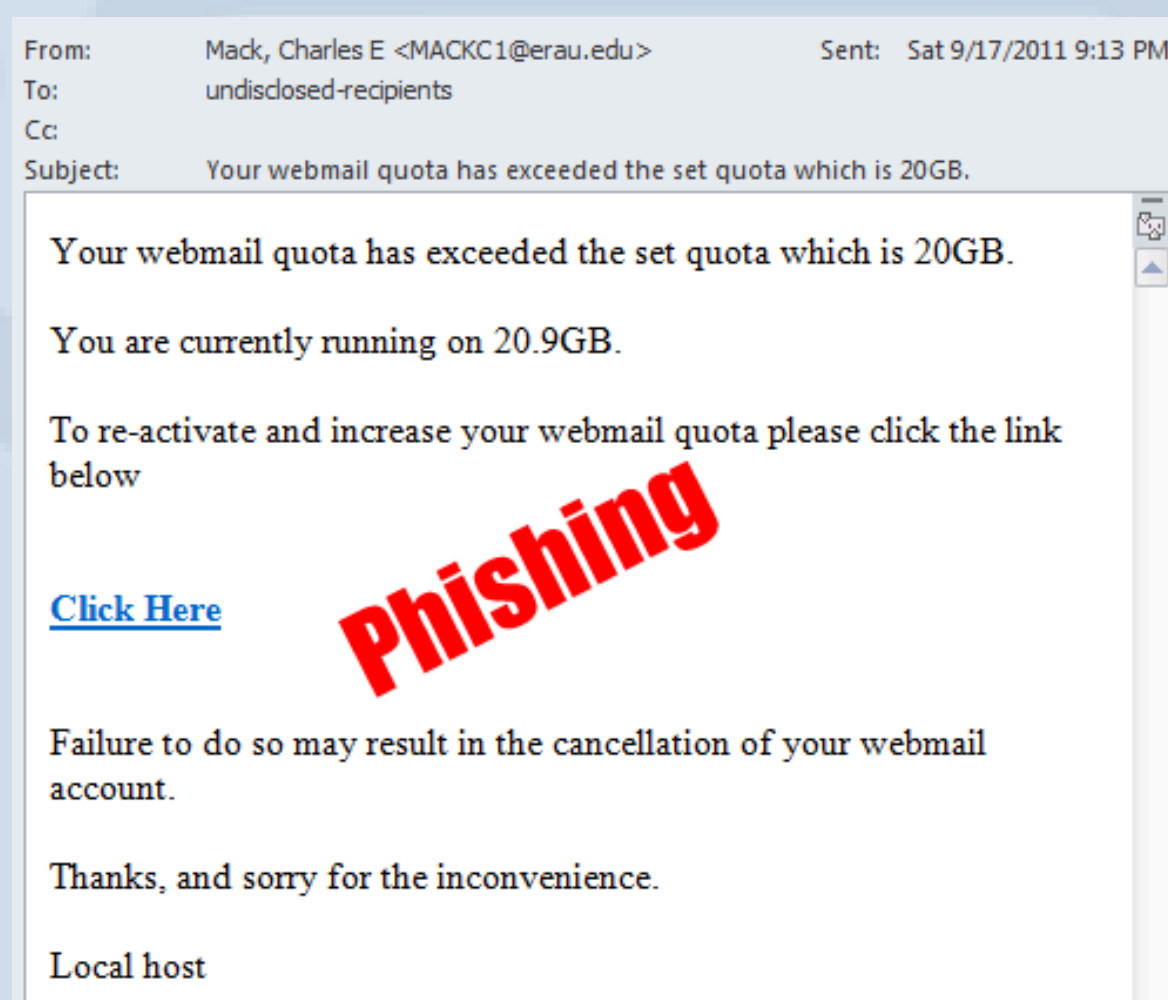 From: Mack, Charles E <MACKC1@erau.edu> Sent: Sat 9/17/2011 9:13 PM
To: undisclosed-recipients
Cc:
Subject: Your webmail quota has exceeded the set quota which is 20GB.
Your webmail quota has exceeded the set quota which is 20GB.
You are currently running on 20.9GB.
To re-activate and increase your webmail quota please click the link
below
Phishing
Click Here
Failure to do so may result in the cancellation of your webmail
account.
Thanks, and sorry for the inconvenience.
Local host